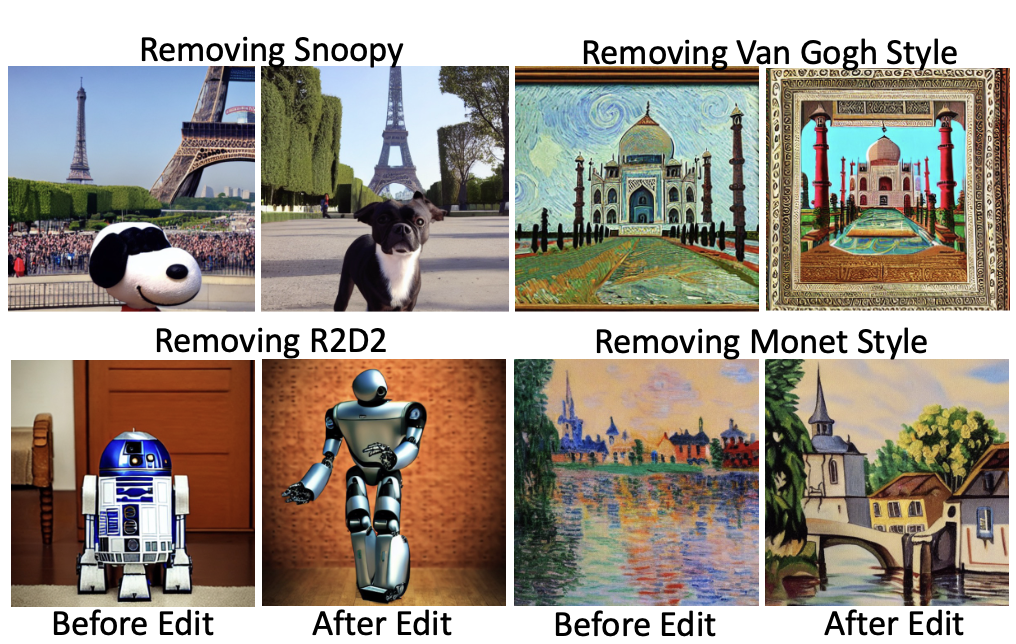 Removing Snoopy
Removing Van Gogh Style
Removing R2D2
Removing Monet Style
Before Edit
After Edit
Before Edit
After Edit